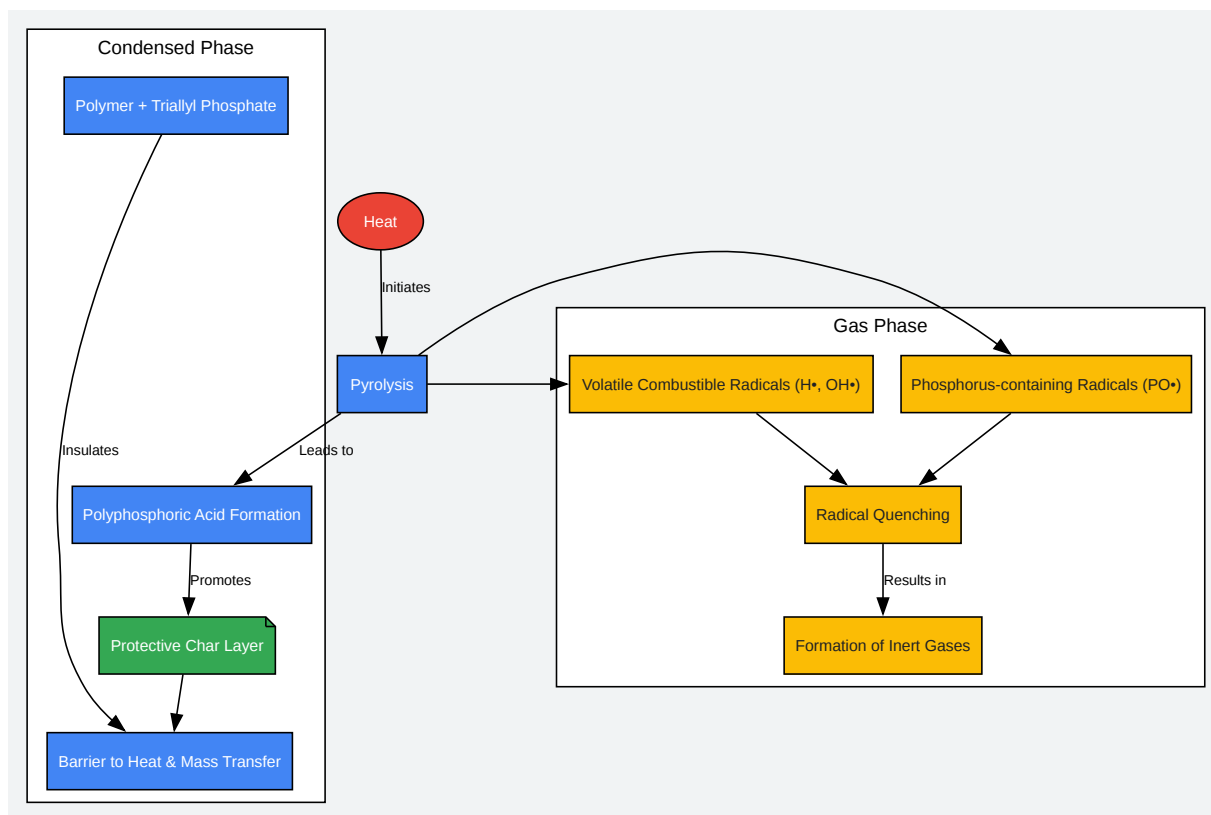 Condensed Phase
Polymer + Triallyl Phosphate
Heat
Initiates
Gas Phase
Pyrolysis
Volatile Combustible Radicals (H•, OH•)
Phosphorus-containing Radicals (PO•)
Insulates
Leads to
Polyphosphoric Acid Formation
Radical Quenching
Promotes
Results in
Protective Char Layer
Formation of Inert Gases
Barrier to Heat & Mass Transfer